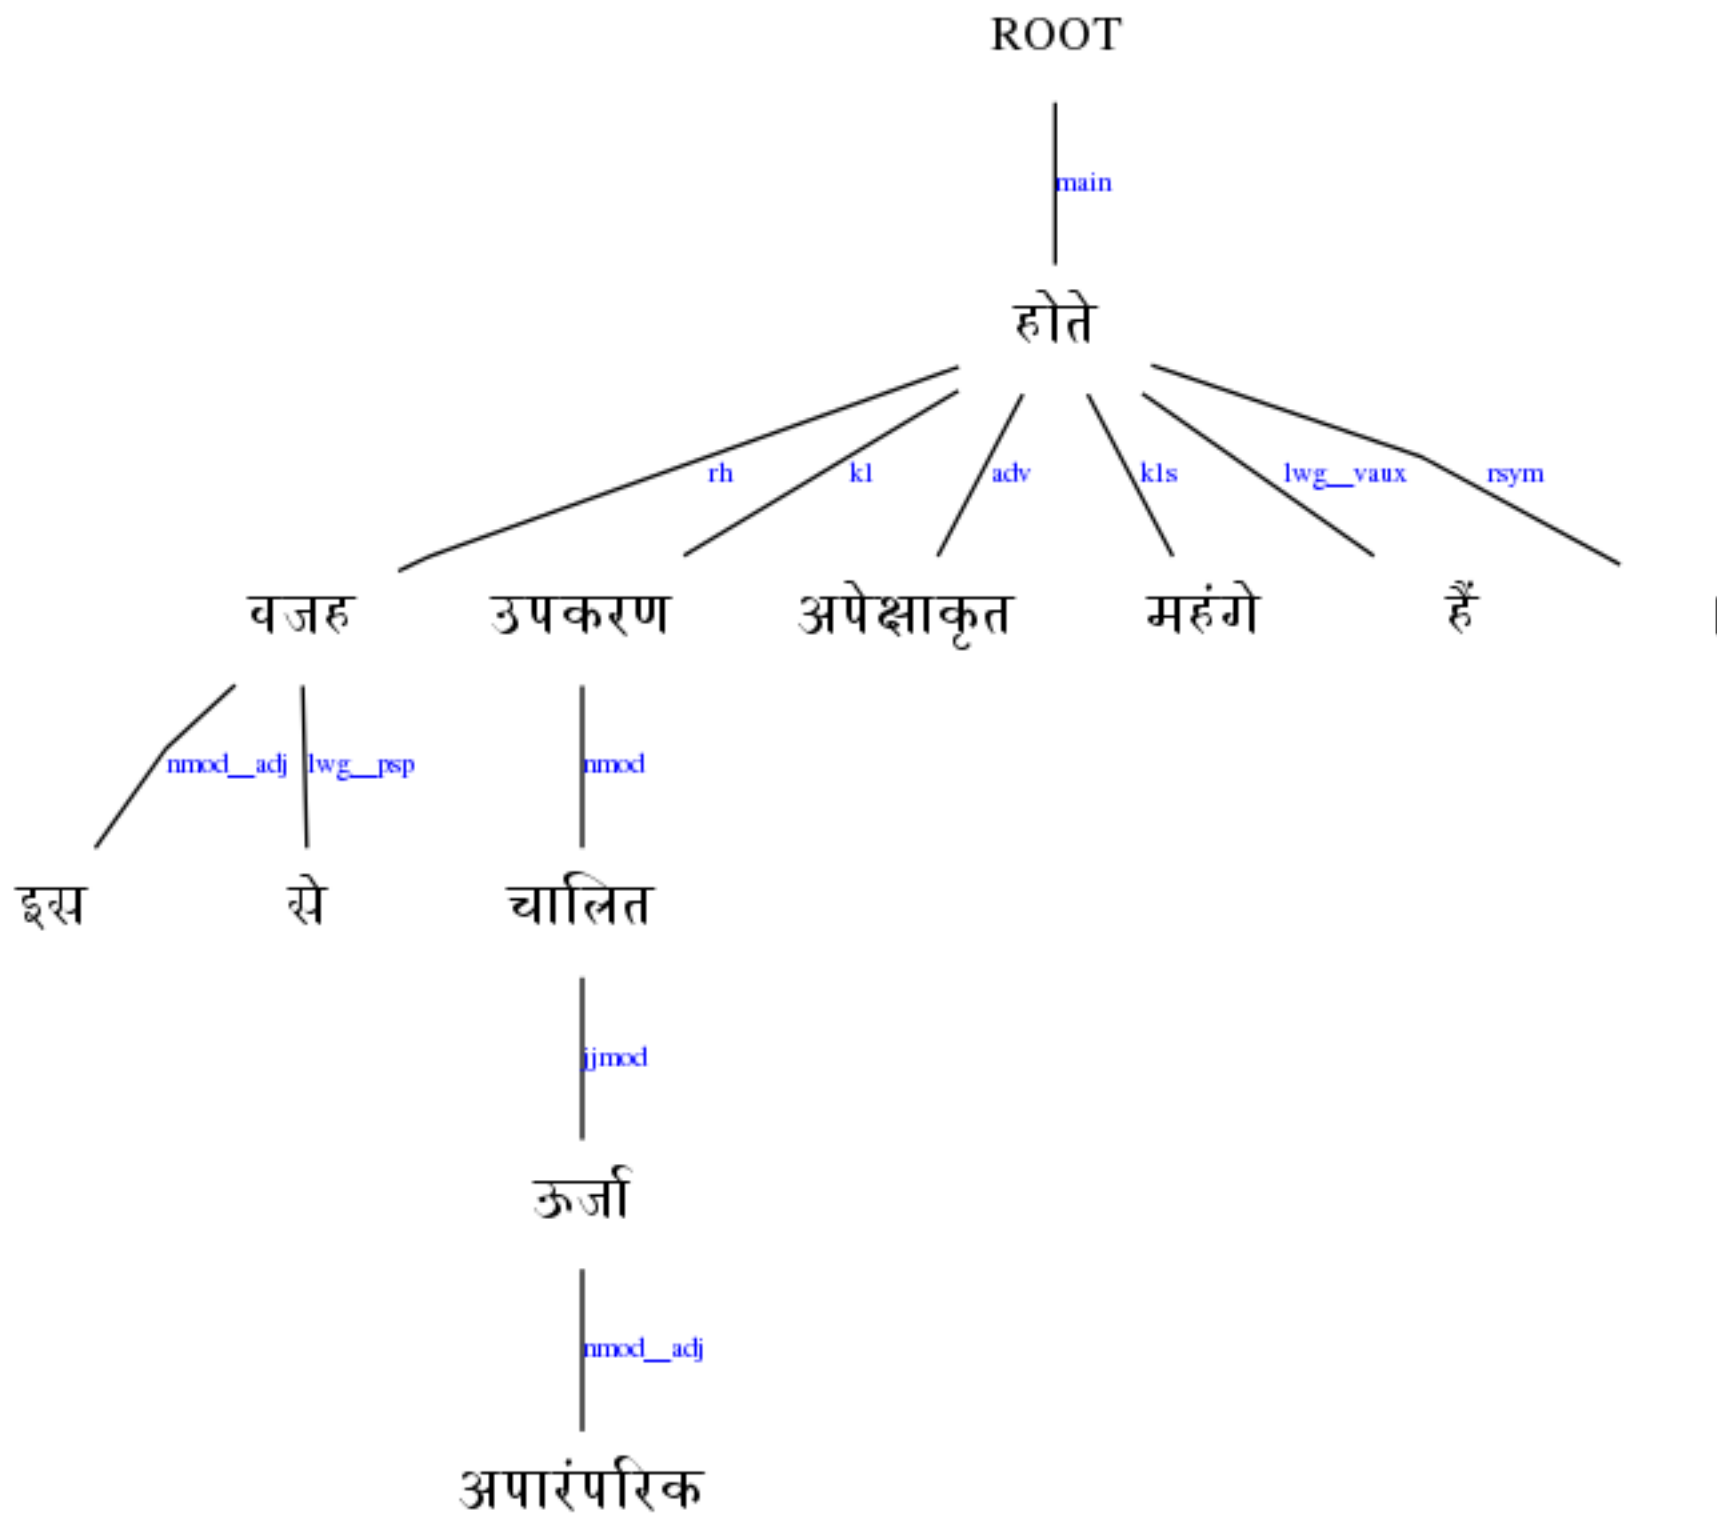 ROOT
main
होते
rh k1 adv k1s lwg__vaux rsym
वजह उपकरण अपेक्षाकृत महंगे हैं
nmod__adj lwg__psp nmod
इस से चालित
jjmod
ऊर्जा
nmod__adj
अपारंपरिक